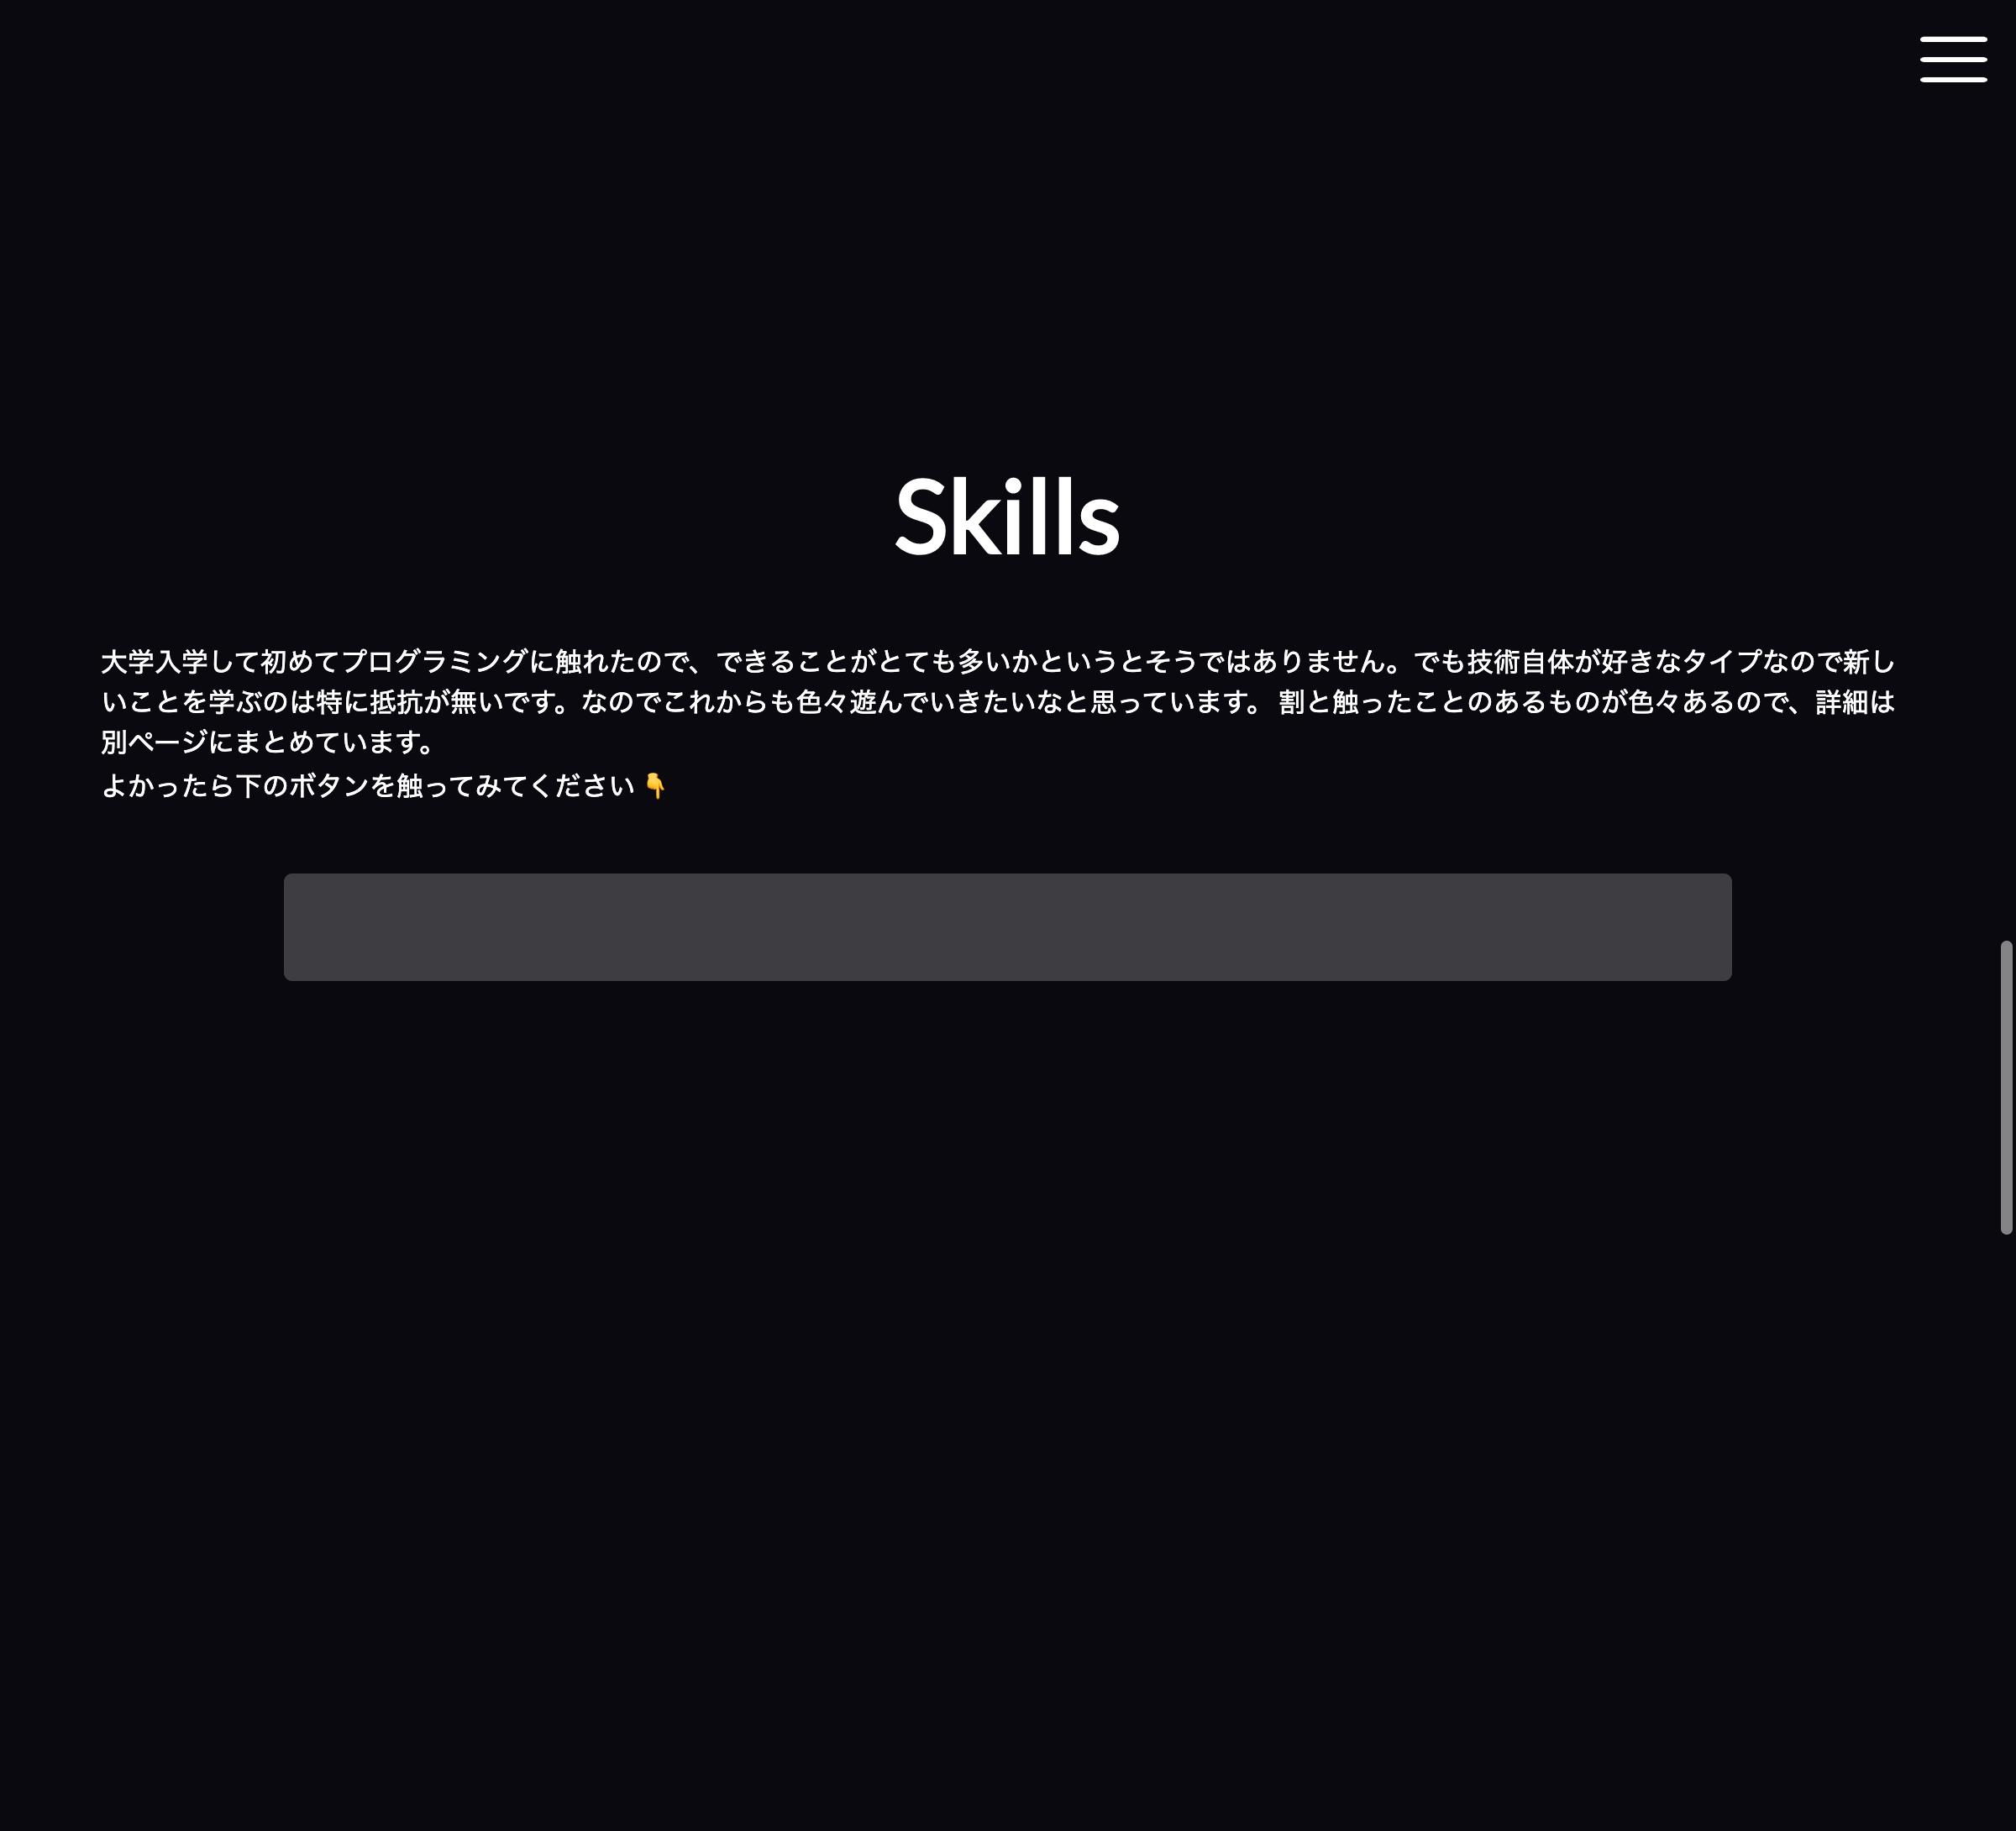 Skills
大学入学して初めてプログラミングに触れたので、 できることがとても多いかというとそうではありません。でも技術自体が好きなタイプなので新し
いことを学ぶのは特に抵抗が無いです。なのでこれからも色々遊んでいきたいなと思っています。 割と触ったことのあるものが色々あるので、詳細は
別ページにまとめています。
よかったら下のボタンを触ってみてください 👇